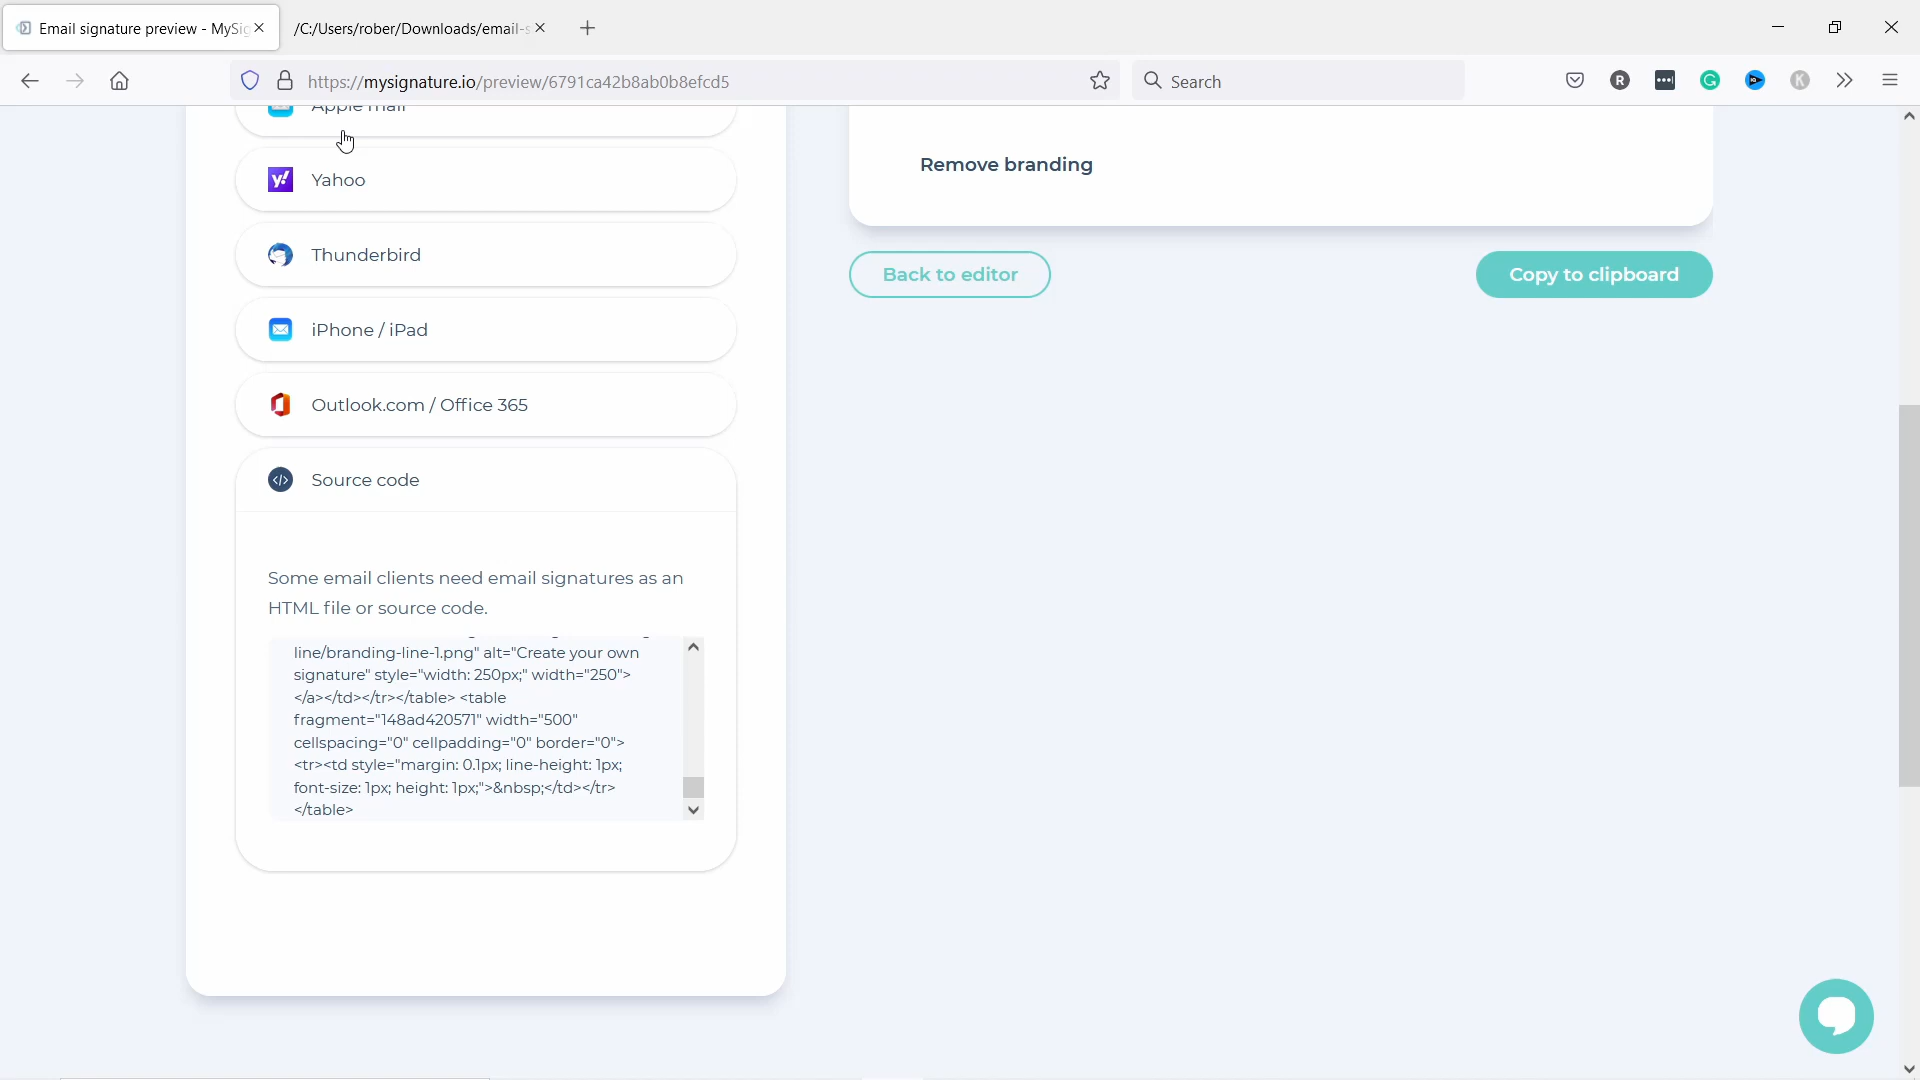 Email signature preview - MySig
/C:/Users/rober/Downloads/email-s
https://mysignature.io/preview/6791ca42b8ab0b8efcd5
Search
Apple mail
Yahoo
Thunderbird
iPhone / iPad
Outlook.com / Office 365
Source code
Some email clients need email signatures as an
HTML file or source code.
line/branding-line-1.png" alt="Create your own
signature" style="width: 250px;" width="250">
</a></td></tr></table> <table
fragment="148ad420571" width="500"
cellspacing="0" cellpadding="0" border="0">
<tr><td style="margin: 0.1px; line-height: 1px;
font-size: 1px; height: 1px;">&nbsp;</td></tr>
</table>
Remove branding
Back to editor
Copy to clipboard